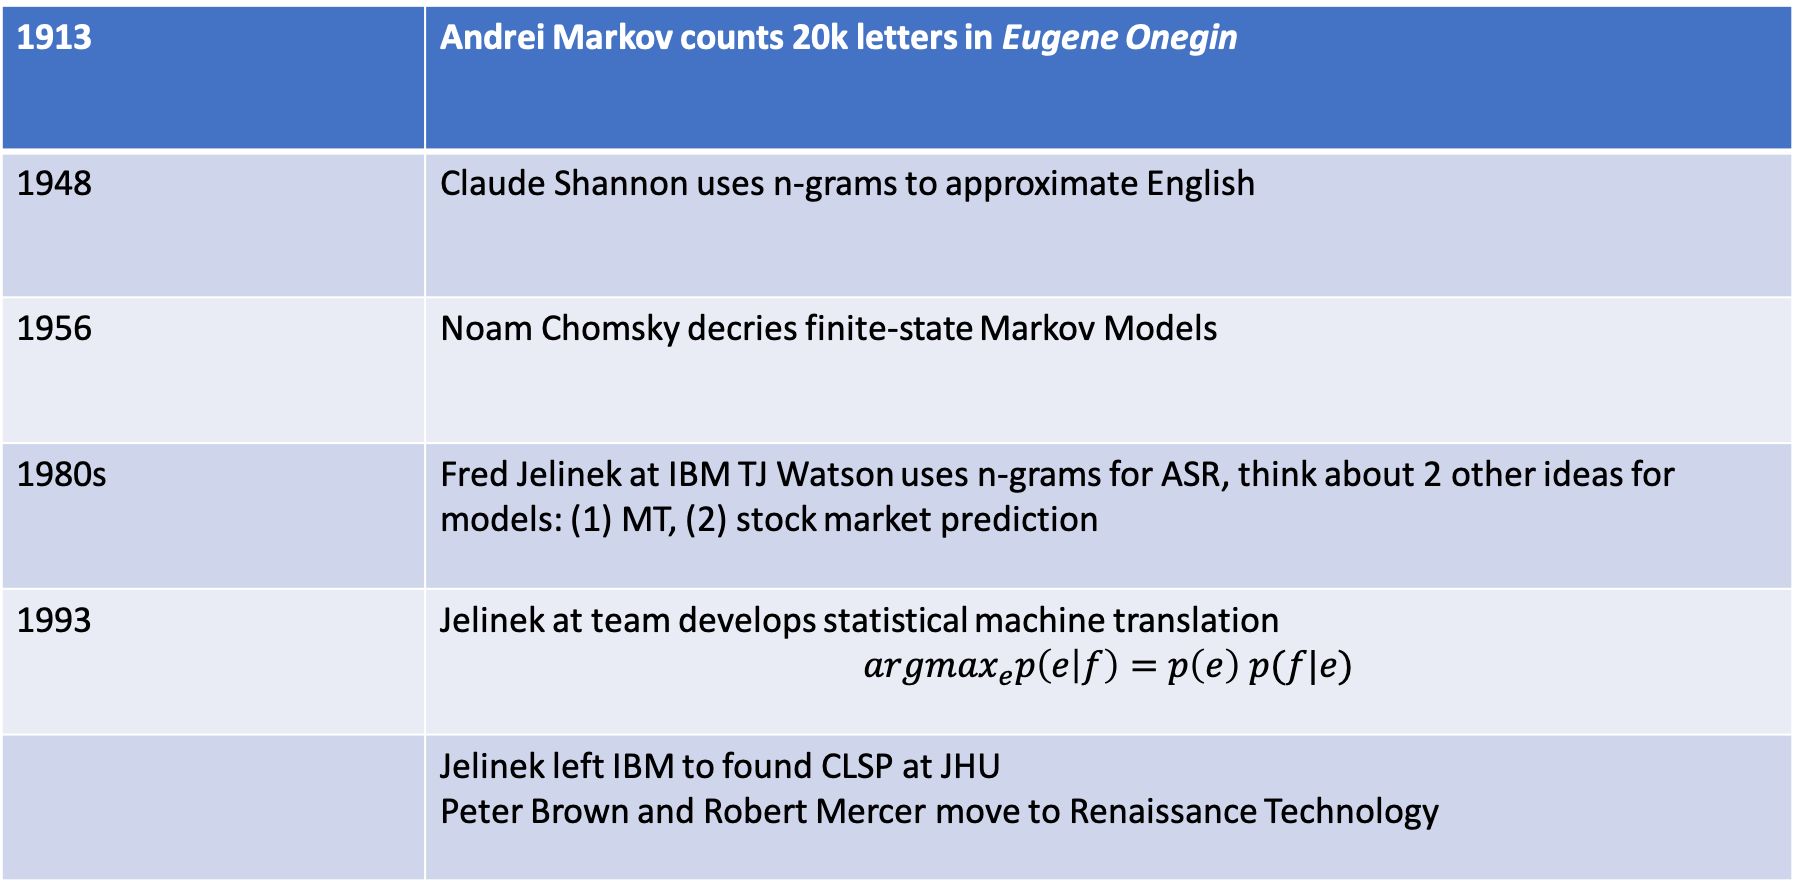 1913
Andrei Markov counts 20k letters in Eugene Onegin
1948
Claude Shannon uses n-grams to approximate English
1956
Noam Chomsky decries finite-state Markov Models
1980s
Fred Jelinek at IBM TJ Watson uses n-grams for ASR, think about 2 other ideas for
models: (1) MT, (2) stock market prediction
1993
Jelinek at team develops statistical machine translation
argmaxₑp(e|f) = p(e) p(f|e)
Jelinek left IBM to found CLSP at JHU
Peter Brown and Robert Mercer move to Renaissance Technology